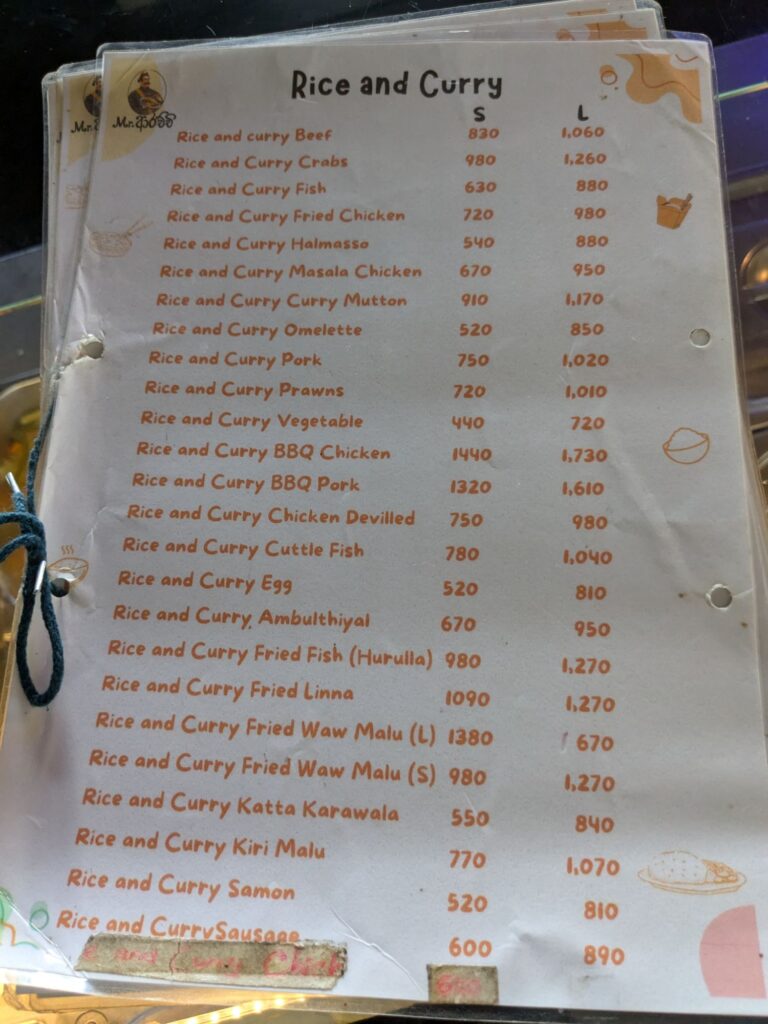 Rice and Curry
Mr. ආප්පි
S L
Rice and curry Beef 830 1,060
Rice and Curry Crabs 980 1,260
Rice and Curry Fish 630 880
Rice and Curry Fried Chicken 720 980
Rice and Curry Halmasso 540 880
Rice and Curry Masala Chicken 670 950
Rice and Curry Curry Mutton 910 1,170
Rice and Curry Omelette 520 850
Rice and Curry Pork 750 1,020
Rice and Curry Prawns 720 1,010
Rice and Curry Vegetable 440 720
Rice and Curry BBQ Chicken 1440 1,730
Rice and Curry BBQ Pork 1320 1,610
Rice and Curry Chicken Devilled 750 980
Rice and Curry Cuttle Fish 780 1,040
Rice and Curry Egg 520 810
Rice and Curry, Ambulthiyal 670 950
Rice and Curry Fried Fish (Hurulla) 980 1,270
Rice and Curry Fried Linna 1090 1,270
Rice and Curry Fried Waw Malu (L) 1380 670
Rice and Curry Fried Waw Malu (S) 980 1,270
Rice and Curry Katta Karawala 550 840
Rice and Curry Kiri Malu 770 1,070
Rice and Curry Samon 520 810
Rice and CurrySausage 600 890
and Curry